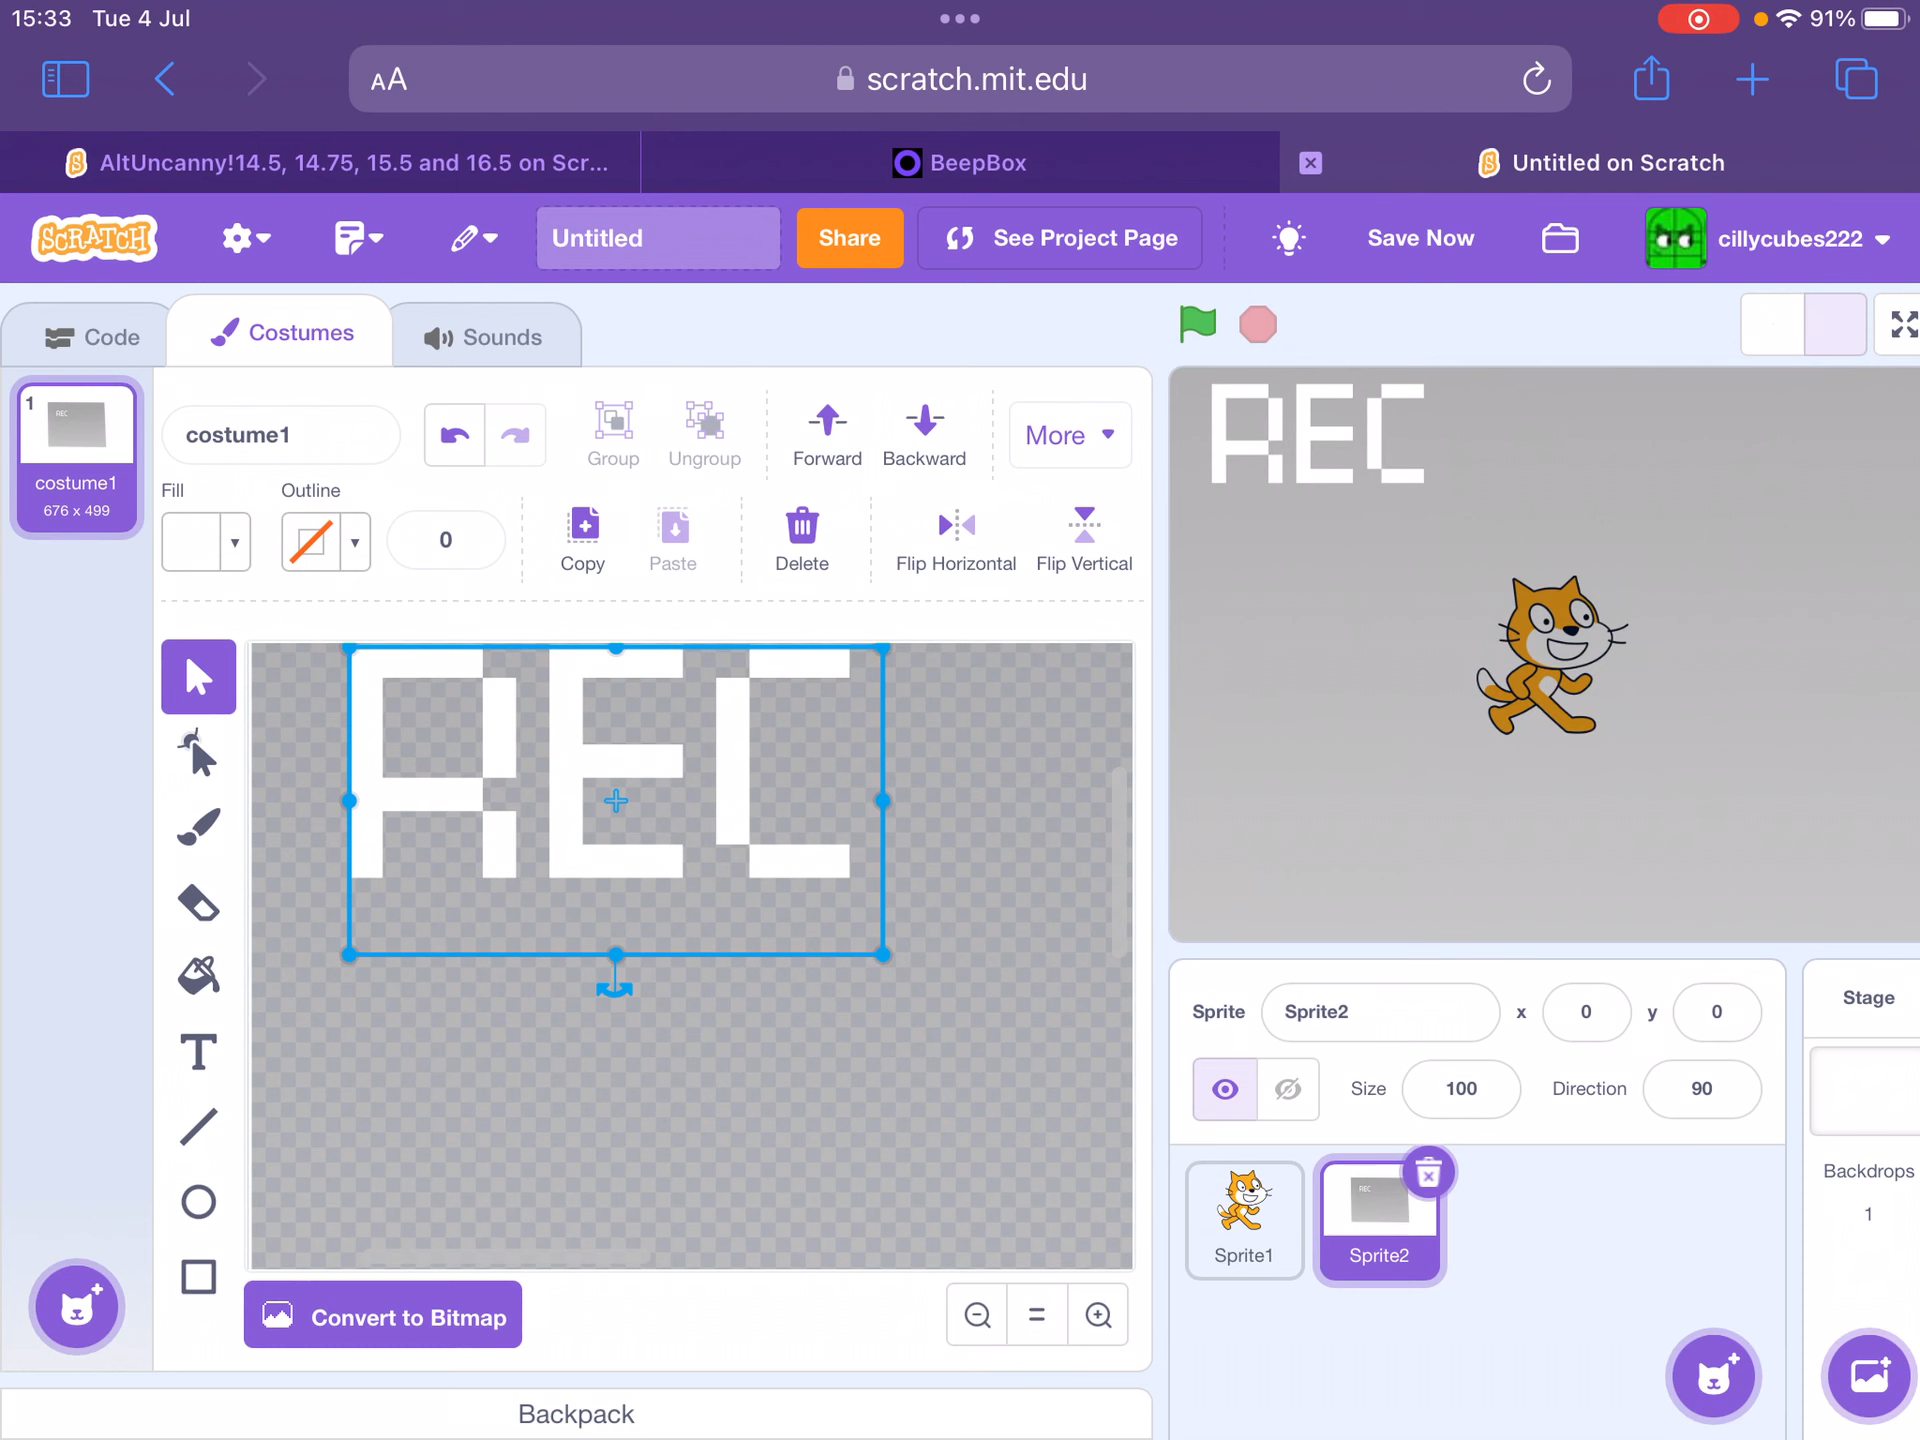 15:33 Tue 4 Jul
91%
AA
scratch.mit.edu
AltUncanny!14.5, 14.75, 15.5 and 16.5 on Scr...
BeepBox
Untitled on Scratch
SCRATCH
Untitled
Share
See Project Page
Save Now
cillycubes222
Code
Costumes
Sounds
1
REC
costume1
676 x 499
costume1
Group
Ungroup
Forward
Backward
More
Fill
Outline
0
Copy
Paste
Delete
Flip Horizontal
Flip Vertical
REC
Convert to Bitmap
=
Backpack
REC
Sprite
Sprite2
x
0
y
0
Size
100
Direction
90
Sprite1
REC
Sprite2
Stage
Backdrops
1